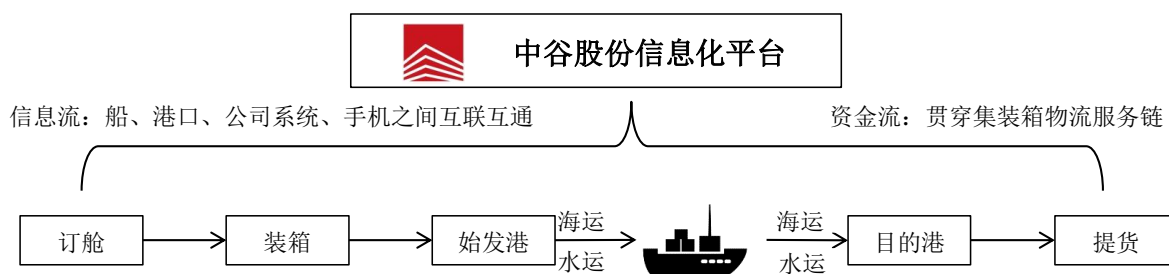 中谷股份信息化平台
信息流：船、港口、公司系统、手机之间互联互通
资金流：贯穿集装箱物流服务链
订舱
装箱
始发港
海运
水运
海运
水运
目的港
提货